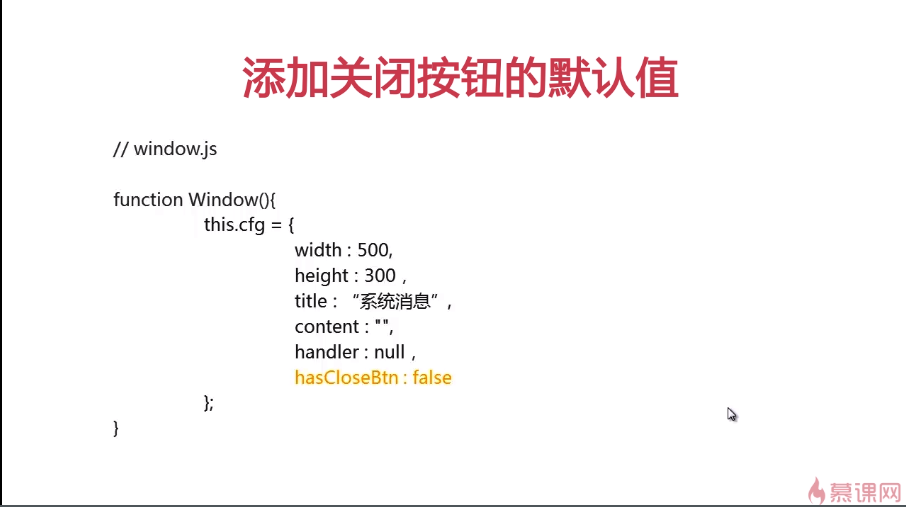 添加关闭按钮的默认值
// window.js
function Window(){
this.cfg = {
width : 500,
height : 300 ,
title : “系统消息” ,
content : "",
handler : null ,
hasCloseBtn : false
};
}
慕课网